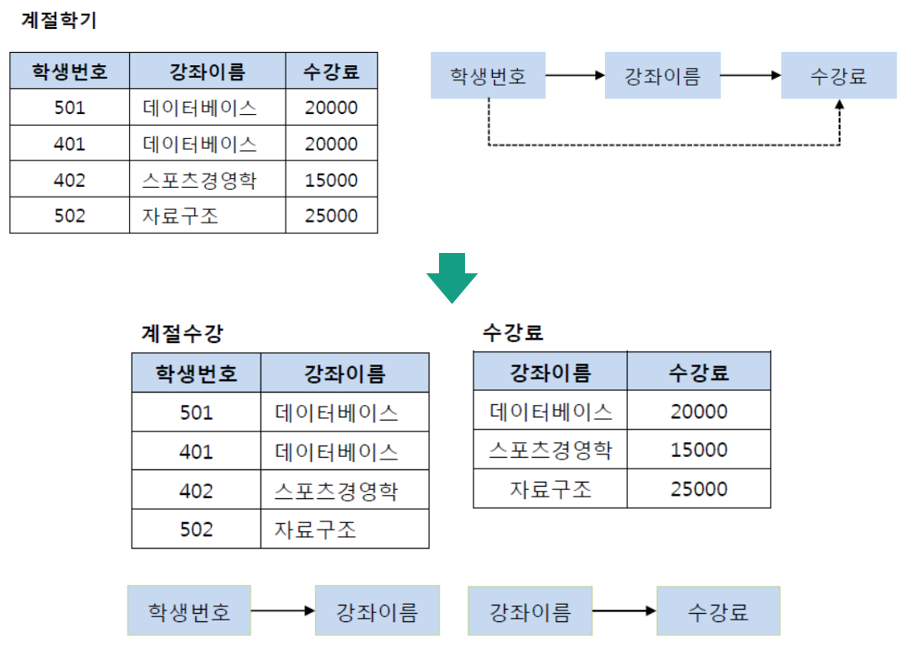 계절학기
학생번호 강좌이름 수강료
501 데이터베이스 20000
401 데이터베이스 20000
402 스포츠경영학 15000
502 자료구조 25000
학생번호 강좌이름 수강료
계절수강
학생번호 강좌이름
501 데이터베이스
401 데이터베이스
402 스포츠경영학
502 자료구조
수강료
강좌이름 수강료
데이터베이스 20000
스포츠경영학 15000
자료구조 25000
학생번호 강좌이름
강좌이름 수강료